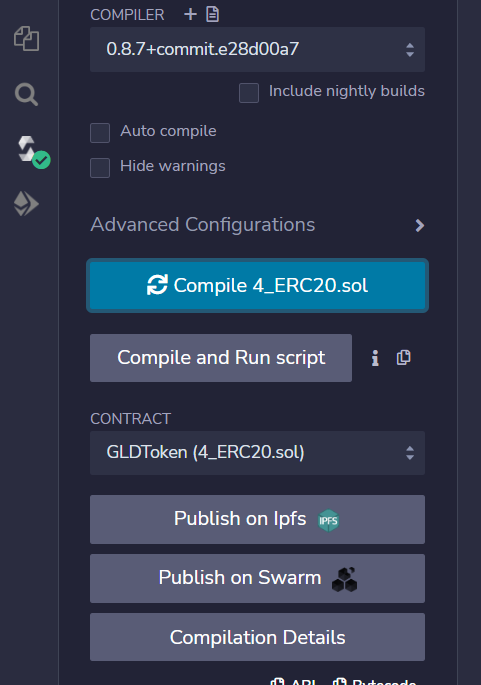 COMPILER
0.8.7+commit.e28d00a7
Include nightly builds
Auto compile
Hide warnings
Advanced Configurations
Compile 4_ERC20.sol
Compile and Run script
CONTRACT
GLDToken (4_ERC20.sol)
Publish on Ipfs IPFS
Publish on Swarm
Compilation Details
ABI Bytecode